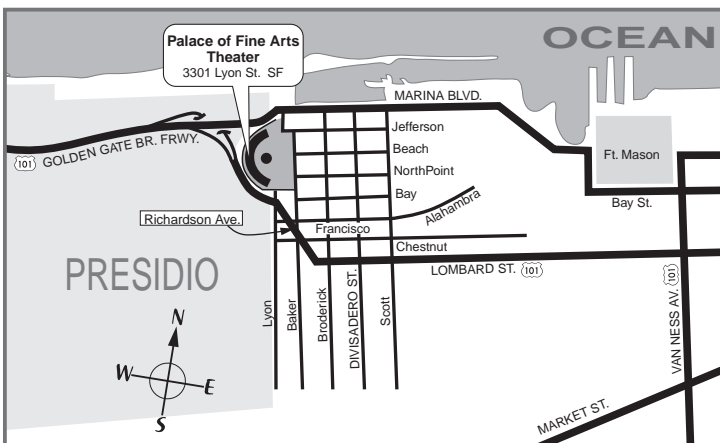 OCEAN
Palace of Fine Arts
Theater
3301 Lyon St. SF
MARINA BLVD.
Jefferson
Beach
NorthPoint
Bay
Alahambra
Ft. Mason
Bay St.
101 GOLDEN GATE BR. FRWY.
Richardson Ave.
Francisco
Chestnut
LOMBARD ST. 101
PRESIDIO
Lyon
Baker
Broderick
DIVISADERO ST.
Scott
VAN NESS AV. 101
MARKET ST.
N
W
E
S